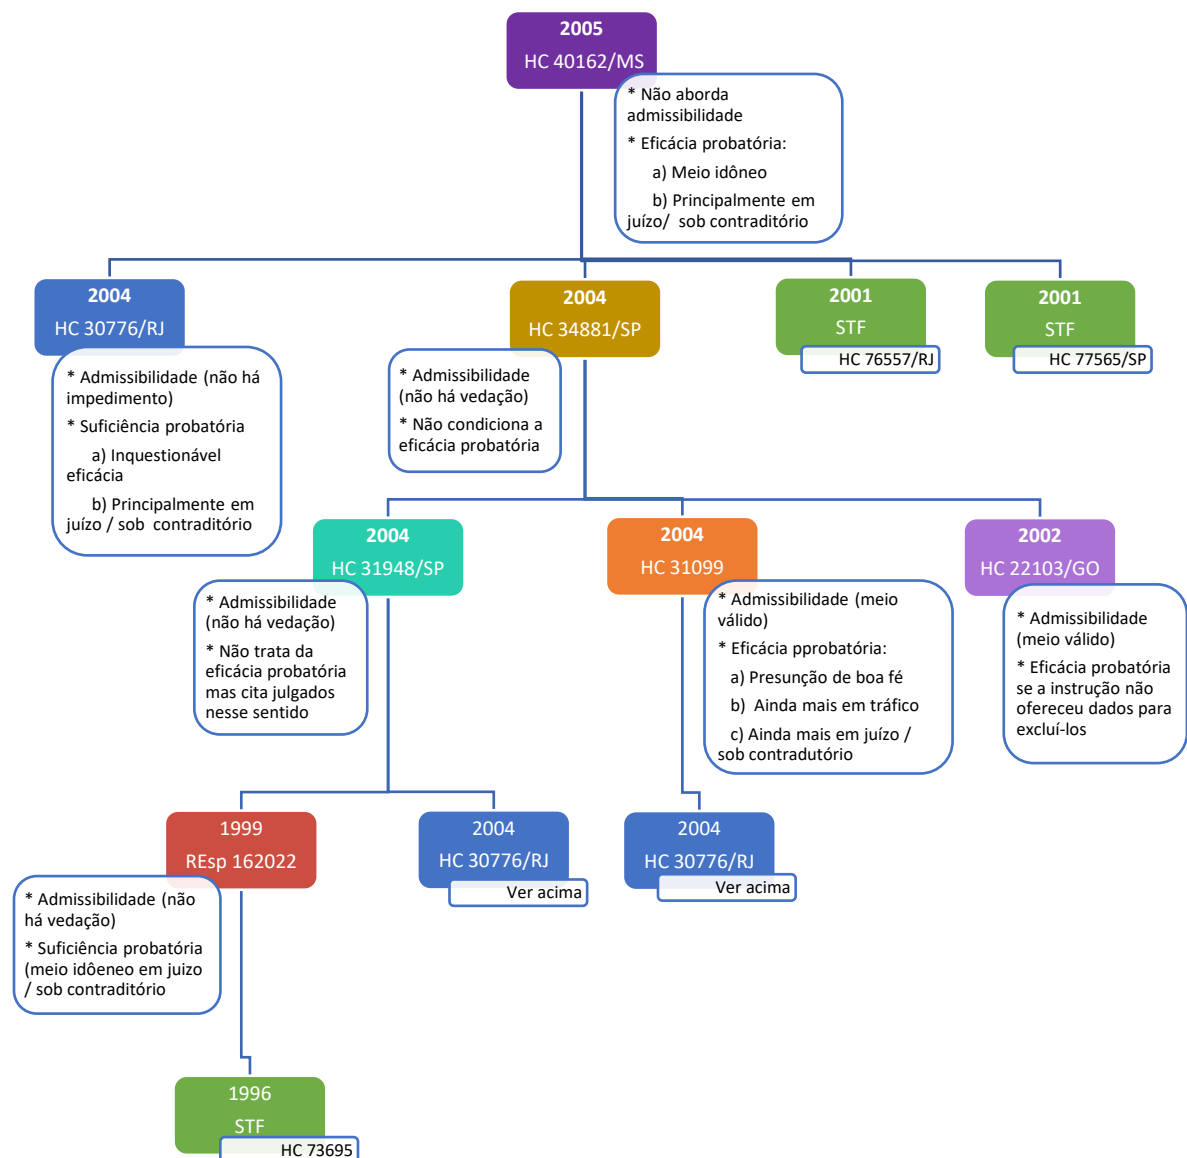 2005
HC 40162/MS
* Não aborda
admissibilidade
* Eficácia probatória:
a) Meio idôneo
b) Principalmente em
juízo/ sob contraditório
2004
HC 30776/RJ
* Admissibilidade (não há
impedimento)
* Suficiência probatória
a) Inquestionável
eficácia
b) Principalmente em
juízo / sob contraditório
2004
HC 34881/SP
* Admissibilidade
(não há vedação)
* Não condiciona a
eficácia probatória
2001
STF
HC 76557/RJ
2001
STF
HC 77565/SP
2004
HC 31948/SP
* Admissibilidade
(não há vedação)
* Não trata da
eficácia probatória
mas cita julgados
nesse sentido
2004
HC 31099
* Admissibilidade (meio
válido)
* Eficácia pprobatória:
a) Presunção de boa fé
b) Ainda mais em tráfico
c) Ainda mais em juízo /
sob contradutório
2002
HC 22103/GO
* Admissibilidade
(meio válido)
* Eficácia probatória
se a instrução não
ofereceu dados para
excluí-los
1999
REsp 162022
* Admissibilidade (não
há vedação)
* Suficiência probatória
(meio idôeneo em juizo
/ sob contraditório
2004
HC 30776/RJ
Ver acima
2004
HC 30776/RJ
Ver acima
1996
STF
HC 73695